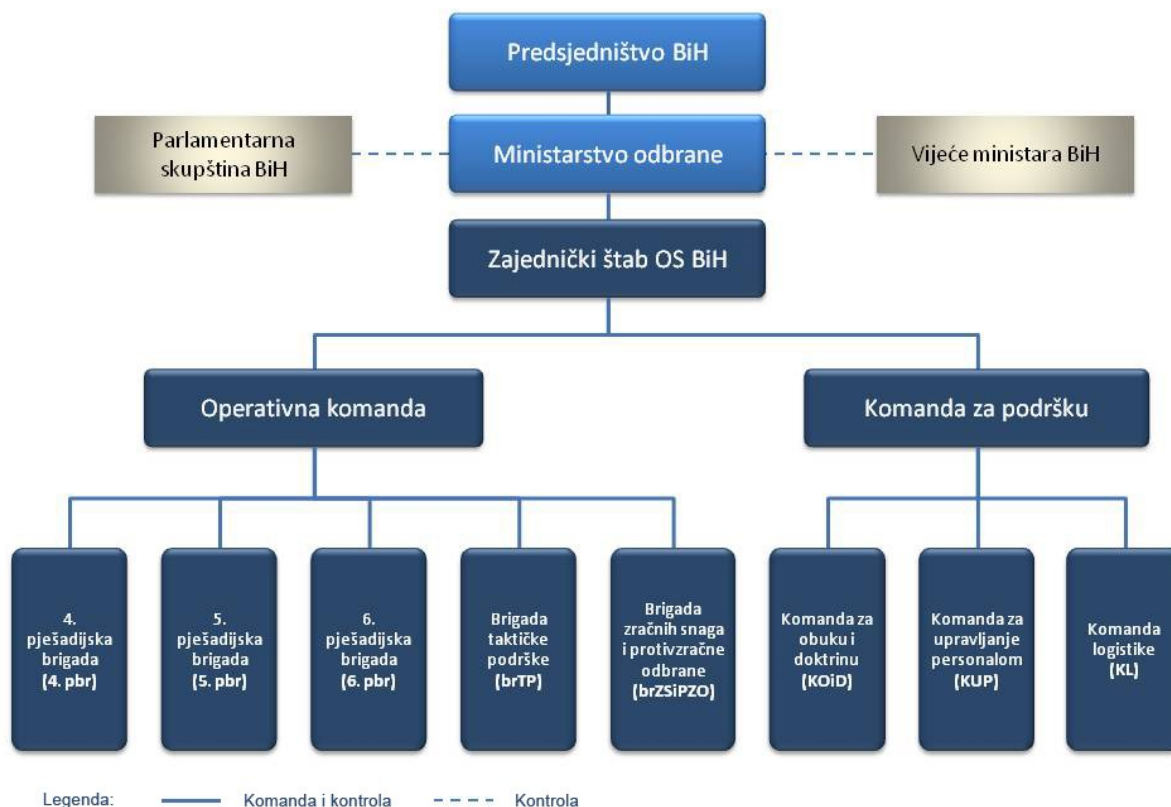 Predsjedništvo BiH
Parlamentarna
skupština BiH
Ministarstvo odbrane
Vijeće ministara BiH
Zajednički štab OS BiH
Operativna komanda
Komanda za podršku
4.
pješadijska
brigada
(4. pbr)
5.
pješadijska
brigada
(5. pbr)
6.
pješadijska
brigada
(6. pbr)
Brigada
taktičke
podrške
(brTP)
Brigada
zračnih snaga
i protivzračne
odbrane
(brZSiPZO)
Komanda za
obuku i
doktrinu
(KOiD)
Komanda za
upravljanje
personalom
(KUP)
Komanda
logistike
(KL)
Legenda: Komanda i kontrola Kontrola